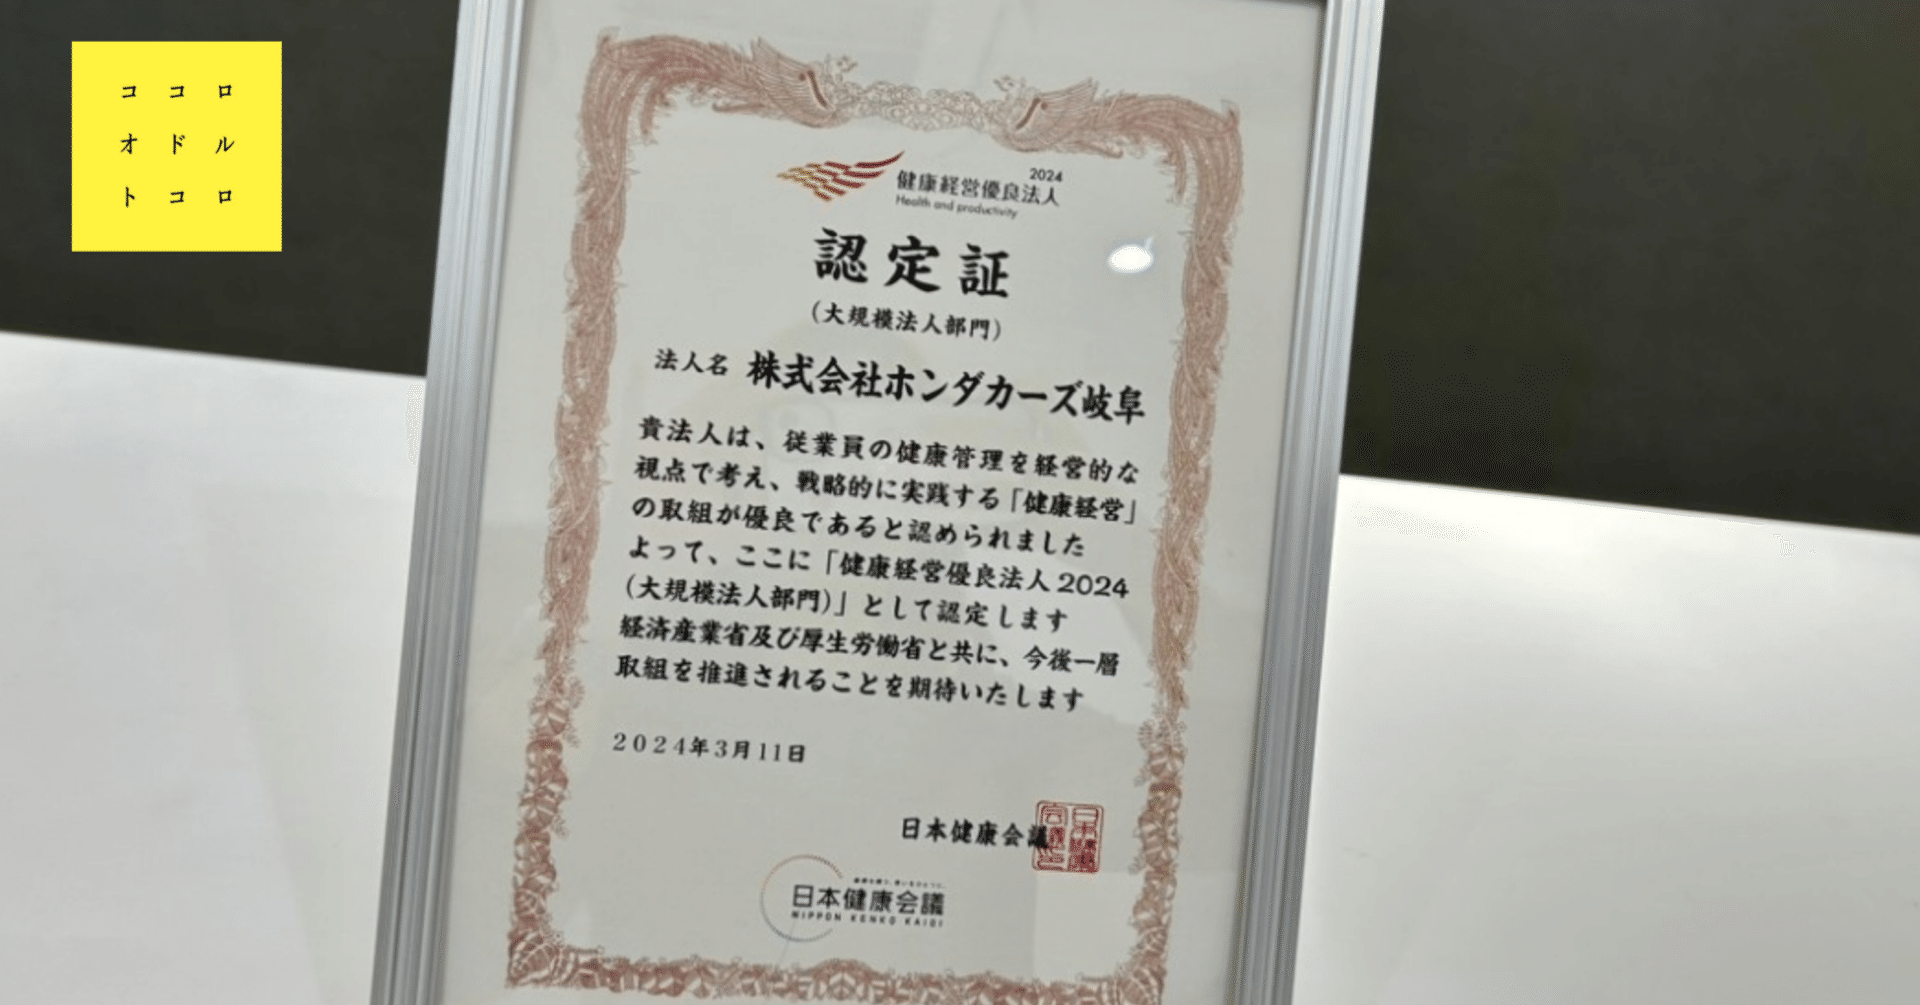 ココロ
オドル
トコロ
2024
健康経営優良法人
Health and productivity
認定証
(大規模法人部門)
法人名 株式会社ホンダカーズ岐阜
貴法人は、従業員の健康管理を経営的な
視点で考え、戦略的に実践する「健康経営」
の取組が優良であると認められました
よって、ここに「健康経営優良法人2024
(大規模法人部門)」として認定します
経済産業省及び厚生労働省と共に、今後一層
取組を推進されることを期待いたします
2024年3月11日
日本健康会議
日本健康会議
NIPPON KENKO KAIGI